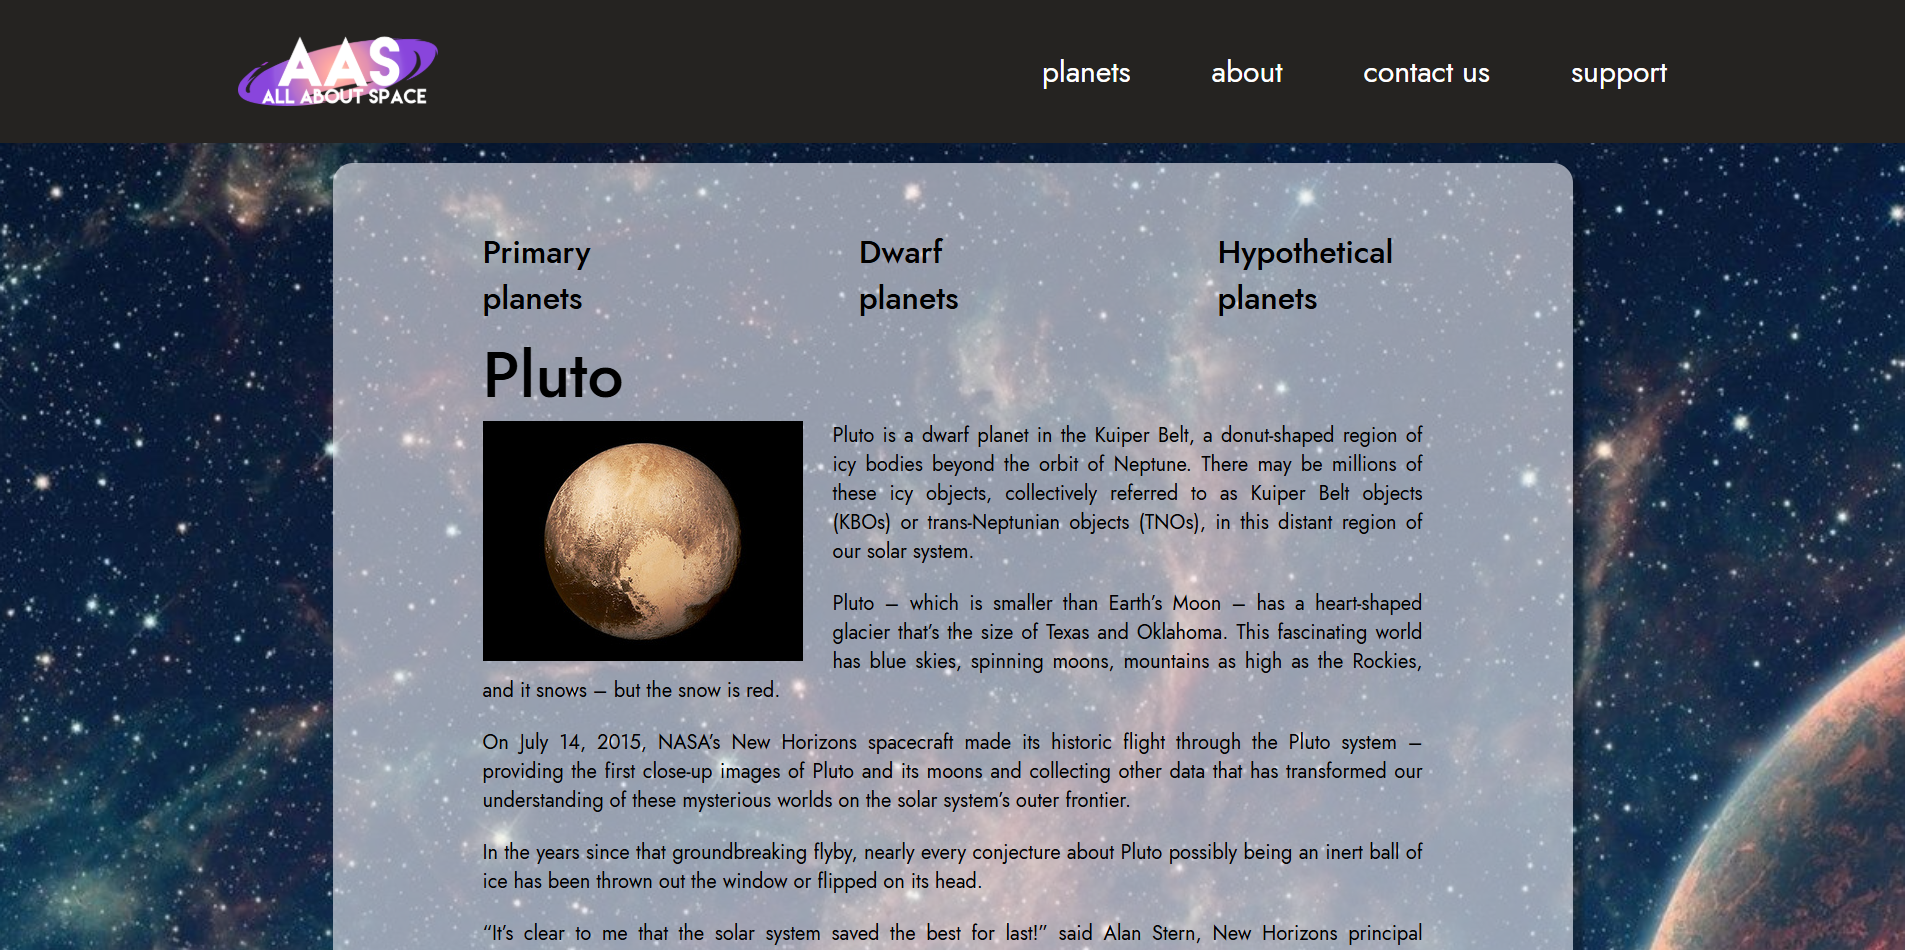 AAS
ALL ABOUT SPACE
planets about contact us support
Primary
planets
Dwarf
planets
Hypothetical
planets
Pluto
Pluto is a dwarf planet in the Kuiper Belt, a donut-shaped region of
icy bodies beyond the orbit of Neptune. There may be millions of
these icy objects, collectively referred to as Kuiper Belt objects
(KBOs) or trans-Neptunian objects (TNOs), in this distant region of
our solar system.
Pluto – which is smaller than Earth’s Moon – has a heart-shaped
glacier that’s the size of Texas and Oklahoma. This fascinating world
has blue skies, spinning moons, mountains as high as the Rockies,
and it snows – but the snow is red.
On July 14, 2015, NASA’s New Horizons spacecraft made its historic flight through the Pluto system –
providing the first close-up images of Pluto and its moons and collecting other data that has transformed our
understanding of these mysterious worlds on the solar system’s outer frontier.
In the years since that groundbreaking flyby, nearly every conjecture about Pluto possibly being an inert ball of
ice has been thrown out the window or flipped on its head.
“It’s clear to me that the solar system saved the best for last!” said Alan Stern, New Horizons principal